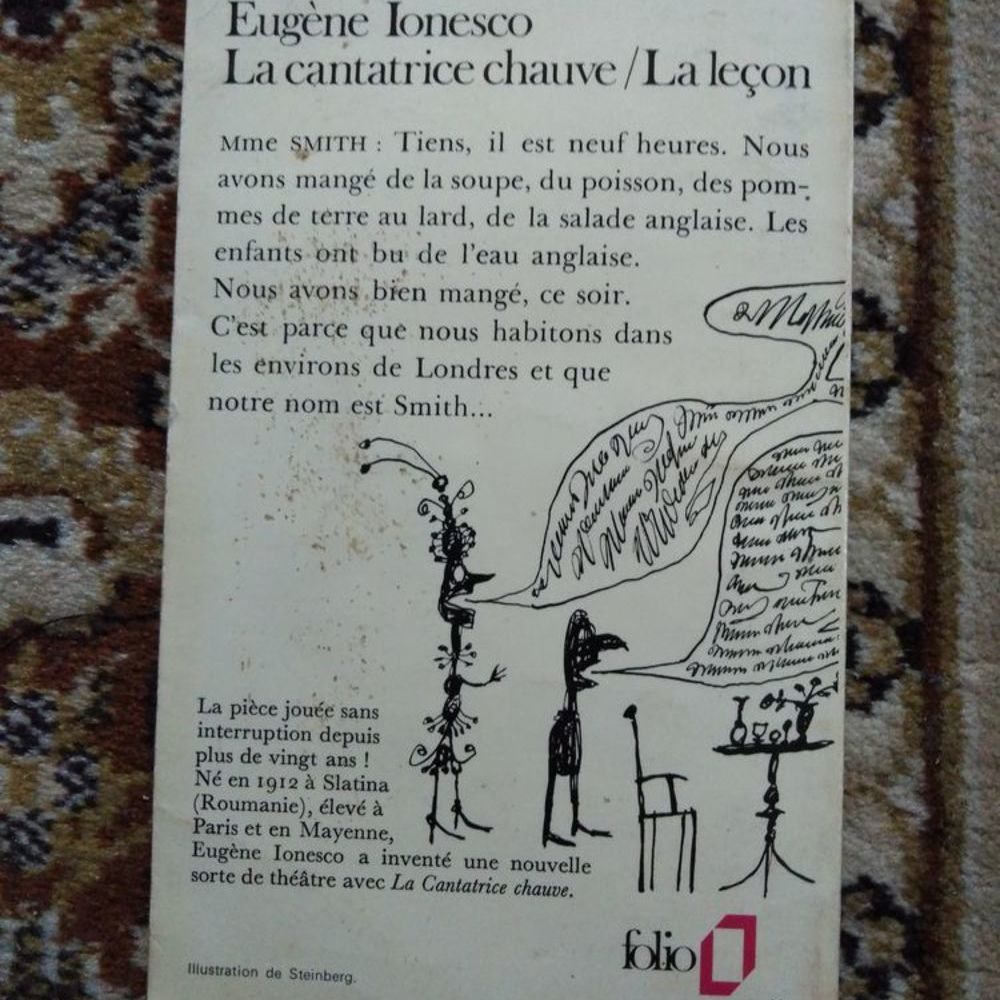 Eugène Ionesco
La cantatrice chauve / La leçon
Mme SMITH : Tiens, il est neuf heures. Nous
avons mangé de la soupe, du poisson, des pom-
mes de terre au lard, de la salade anglaise. Les
enfants ont bu de l'eau anglaise.
Nous avons bien mangé, ce soir.
C'est parce que nous habitons dans
les environs de Londres et que
notre nom est Smith...
La pièce jouée sans
interruption depuis
plus de vingt ans !
Né en 1912 à Slatina
(Roumanie), élevé à
Paris et en Mayenne,
Eugène Ionesco a inventé une nouvelle
sorte de théâtre avec La Cantatrice chauve.
folio
Illustration de Steinberg.